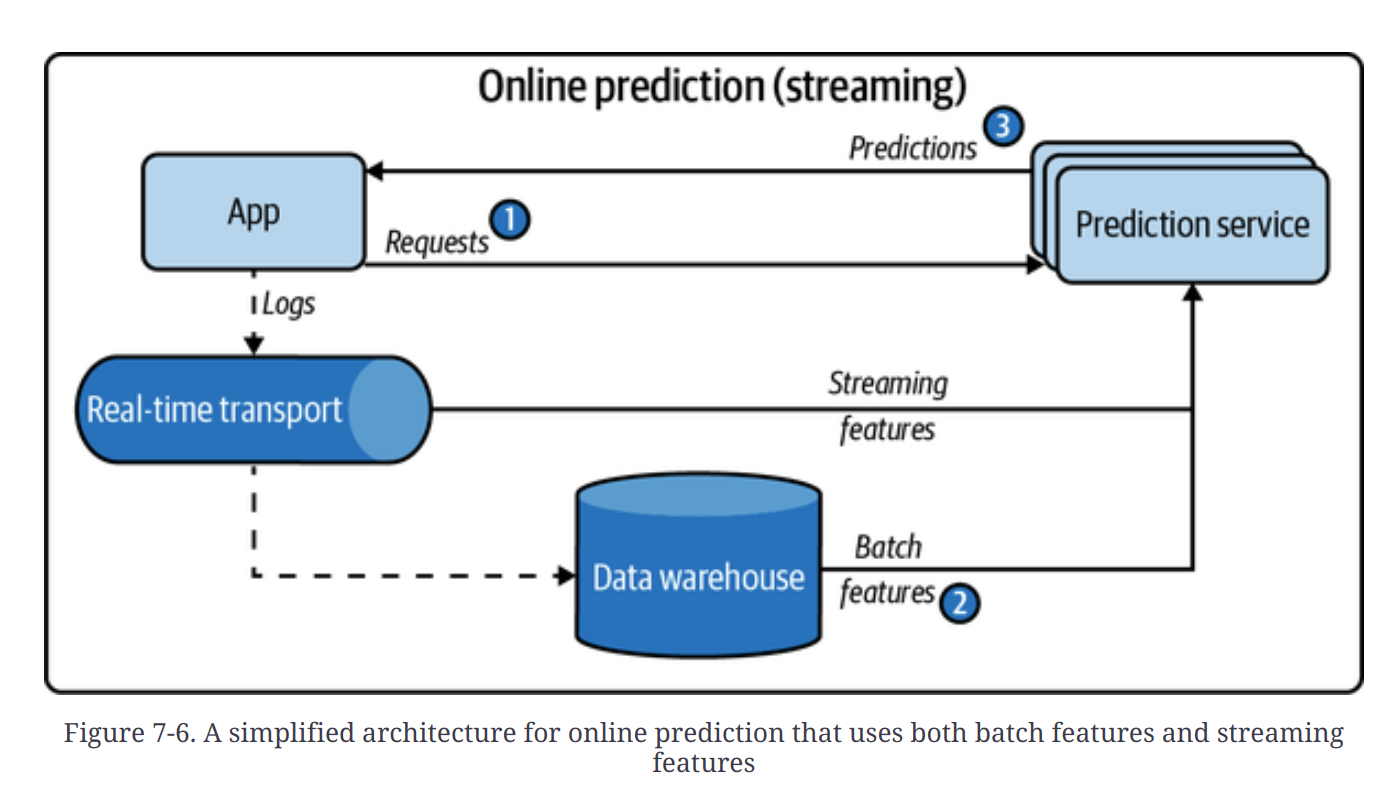 Online prediction (streaming)
Predictions 3
App
Requests 1
Prediction service
Logs
Real-time transport
Streaming
features
Data warehouse
Batch
features 2
Figure 7-6. A simplified architecture for online prediction that uses both batch features and streaming
features